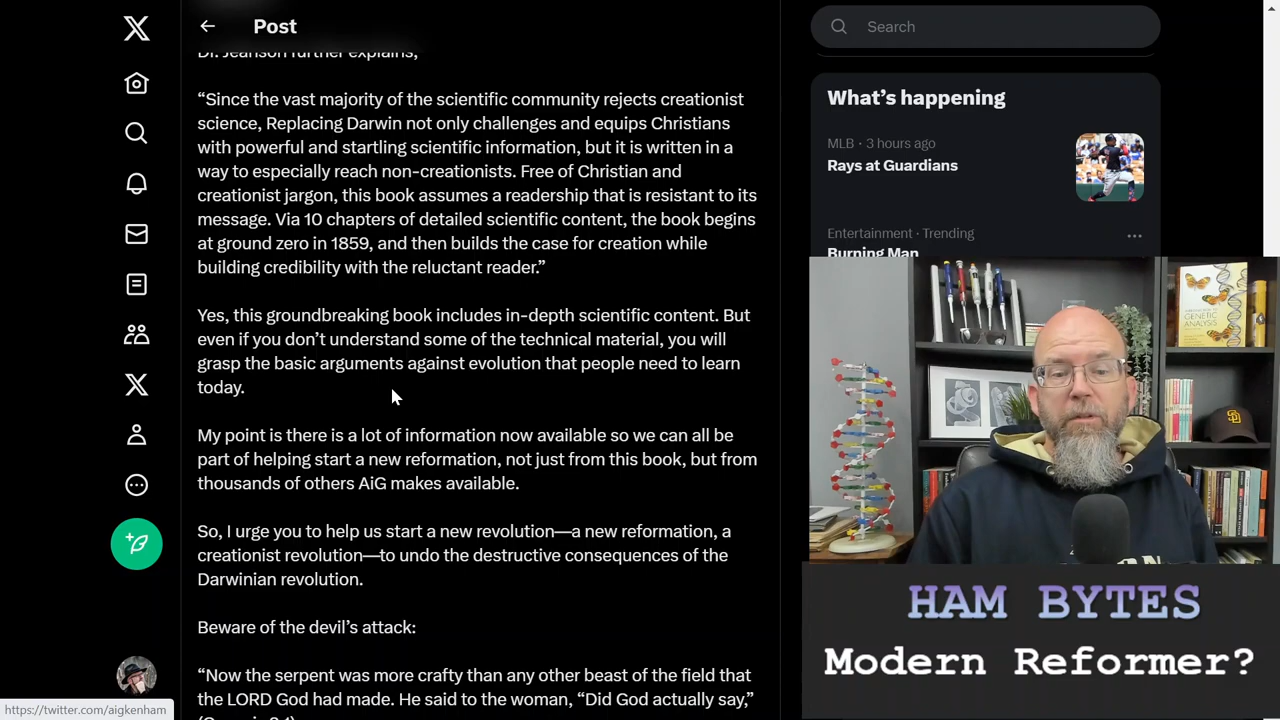 Post
Dr. Jeanson further explains,
“Since the vast majority of the scientific community rejects creationist
science, Replacing Darwin not only challenges and equips Christians
with powerful and startling scientific information, but it is written in a
way to especially reach non-creationists. Free of Christian and
creationist jargon, this book assumes a readership that is resistant to its
message. Via 10 chapters of detailed scientific content, the book begins
at ground zero in 1859, and then builds the case for creation while
building credibility with the reluctant reader.”
Yes, this groundbreaking book includes in-depth scientific content. But
even if you don’t understand some of the technical material, you will
grasp the basic arguments against evolution that people need to learn
today.
My point is there is a lot of information now available so we can all be
part of helping start a new reformation, not just from this book, but from
thousands of others AiG makes available.
So, I urge you to help us start a new revolution—a new reformation, a
creationist revolution—to undo the destructive consequences of the
Darwinian revolution.
Beware of the devil’s attack:
“Now the serpent was more crafty than any other beast of the field that
the LORD God had made. He said to the woman, “Did God actually say,”
https://twitter.com/aigkenham
Search
What’s happening
MLB · 3 hours ago
Rays at Guardians
Entertainment · Trending
Burning Man
GENETIC
ANALYSIS
HAM BYTES
Modern Reformer?